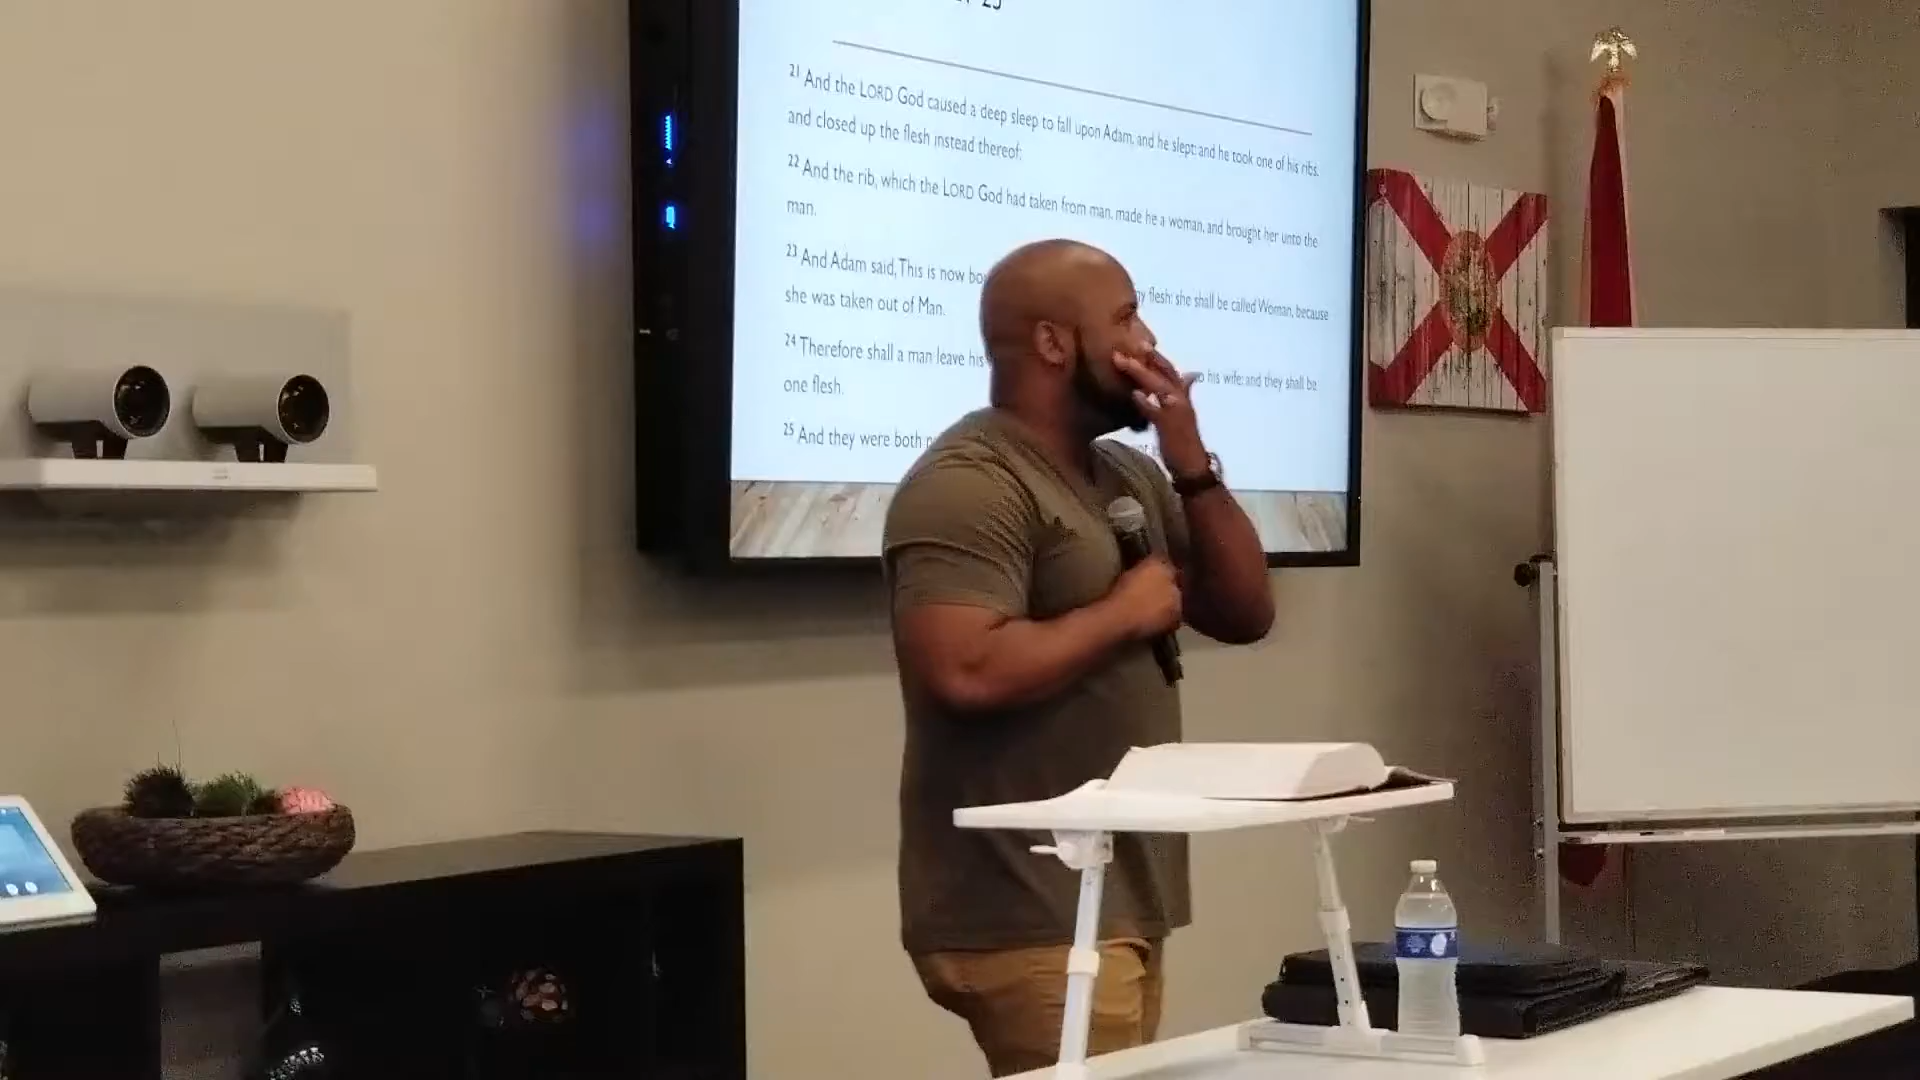 25
21 And the LORD God caused a deep sleep to fall upon Adam, and he slept: and he took one of his ribs,
and closed up the flesh instead thereof;
22 And the rib, which the LORD God had taken from man, made he a woman, and brought her unto the
man.
23 And Adam said, This is now my flesh: she shall be called Woman, because
she was taken out of Man.
24 Therefore shall a man leave his his wife: and they shall be
one flesh.
25 And they were both